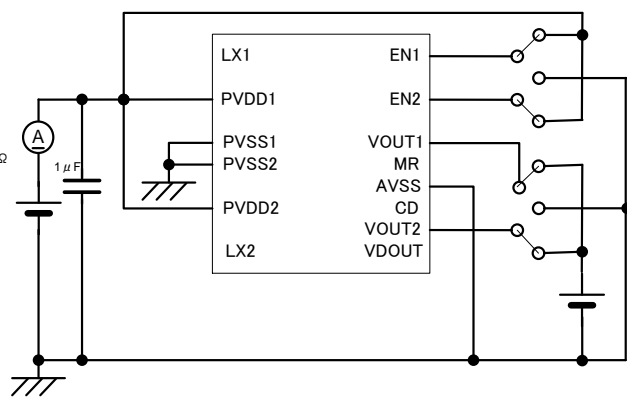 LX1
EN1
PVDD1
EN2
A
Ω
1μF
PVSS1
VOUT1
PVSS2
MR
AVSS
PVDD2
CD
VOUT2
LX2
VDOUT